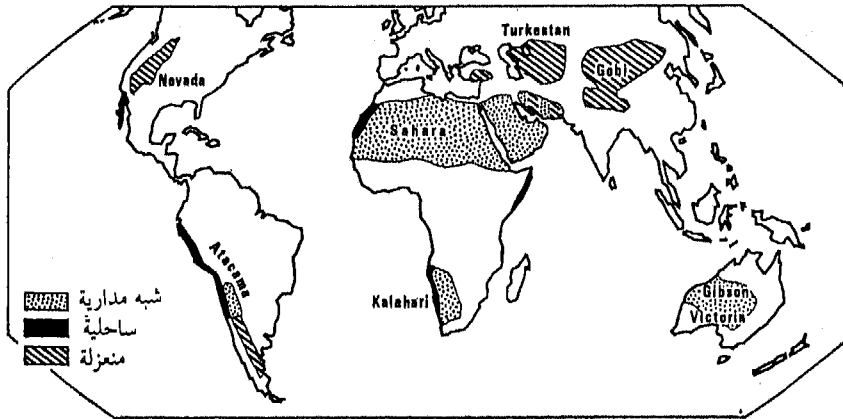 Turkestan
Nevada
Gobi
Sahara
Atacama
Kalahari
Gibson
Victoria
شبه مدارية
ساحلية
منعزلة